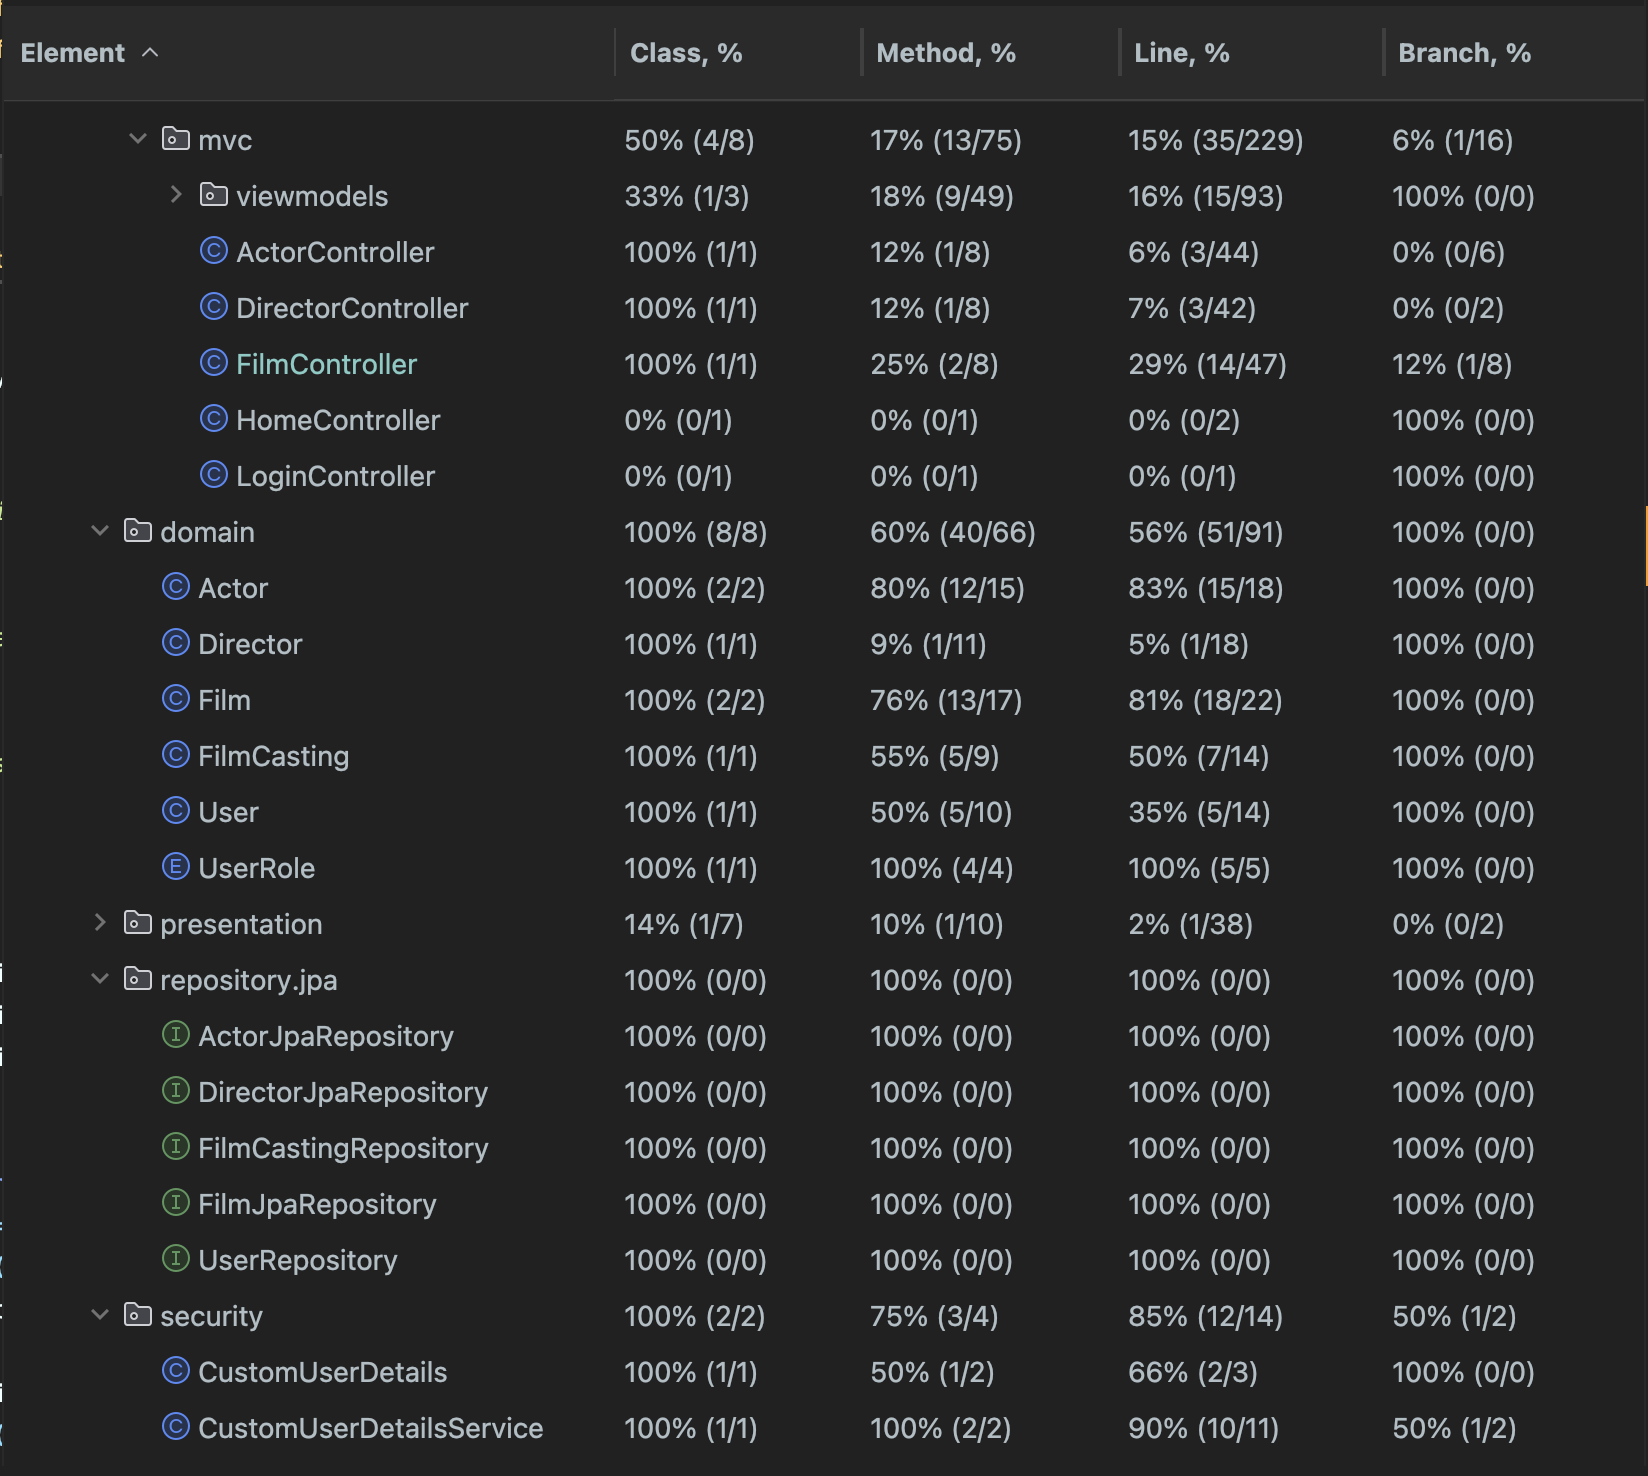 Element Class, % Method, % Line, % Branch, %
mvc 50% (4/8) 17% (13/75) 15% (35/229) 6% (1/16)
viewmodels 33% (1/3) 18% (9/49) 16% (15/93) 100% (0/0)
ActorController 100% (1/1) 12% (1/8) 6% (3/44) 0% (0/6)
DirectorController 100% (1/1) 12% (1/8) 7% (3/42) 0% (0/2)
FilmController 100% (1/1) 25% (2/8) 29% (14/47) 12% (1/8)
HomeController 0% (0/1) 0% (0/1) 0% (0/2) 100% (0/0)
LoginController 0% (0/1) 0% (0/1) 0% (0/1) 100% (0/0)
domain 100% (8/8) 60% (40/66) 56% (51/91) 100% (0/0)
Actor 100% (2/2) 80% (12/15) 83% (15/18) 100% (0/0)
Director 100% (1/1) 9% (1/11) 5% (1/18) 100% (0/0)
Film 100% (2/2) 76% (13/17) 81% (18/22) 100% (0/0)
FilmCasting 100% (1/1) 55% (5/9) 50% (7/14) 100% (0/0)
User 100% (1/1) 50% (5/10) 35% (5/14) 100% (0/0)
UserRole 100% (1/1) 100% (4/4) 100% (5/5) 100% (0/0)
presentation 14% (1/7) 10% (1/10) 2% (1/38) 0% (0/2)
repository.jpa 100% (0/0) 100% (0/0) 100% (0/0) 100% (0/0)
ActorJpaRepository 100% (0/0) 100% (0/0) 100% (0/0) 100% (0/0)
DirectorJpaRepository 100% (0/0) 100% (0/0) 100% (0/0) 100% (0/0)
FilmCastingRepository 100% (0/0) 100% (0/0) 100% (0/0) 100% (0/0)
FilmJpaRepository 100% (0/0) 100% (0/0) 100% (0/0) 100% (0/0)
UserRepository 100% (0/0) 100% (0/0) 100% (0/0) 100% (0/0)
security 100% (2/2) 75% (3/4) 85% (12/14) 50% (1/2)
CustomUserDetails 100% (1/1) 50% (1/2) 66% (2/3) 100% (0/0)
CustomUserDetailsService 100% (1/1) 100% (2/2) 90% (10/11) 50% (1/2)